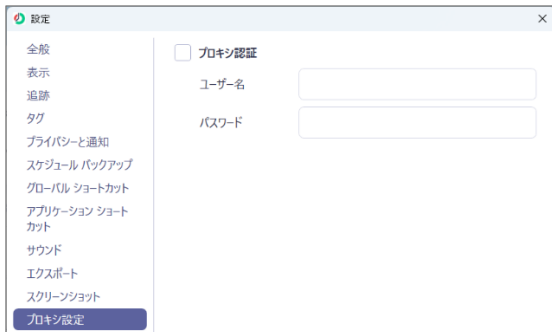 設定
全般
表示
追跡
タグ
プライバシーと通知
スケジュール バックアップ
グローバル ショートカット
アプリケーション ショート
カット
サウンド
エクスポート
スクリーンショット
プロキシ設定
プロキシ認証
ユーザー名
パスワード